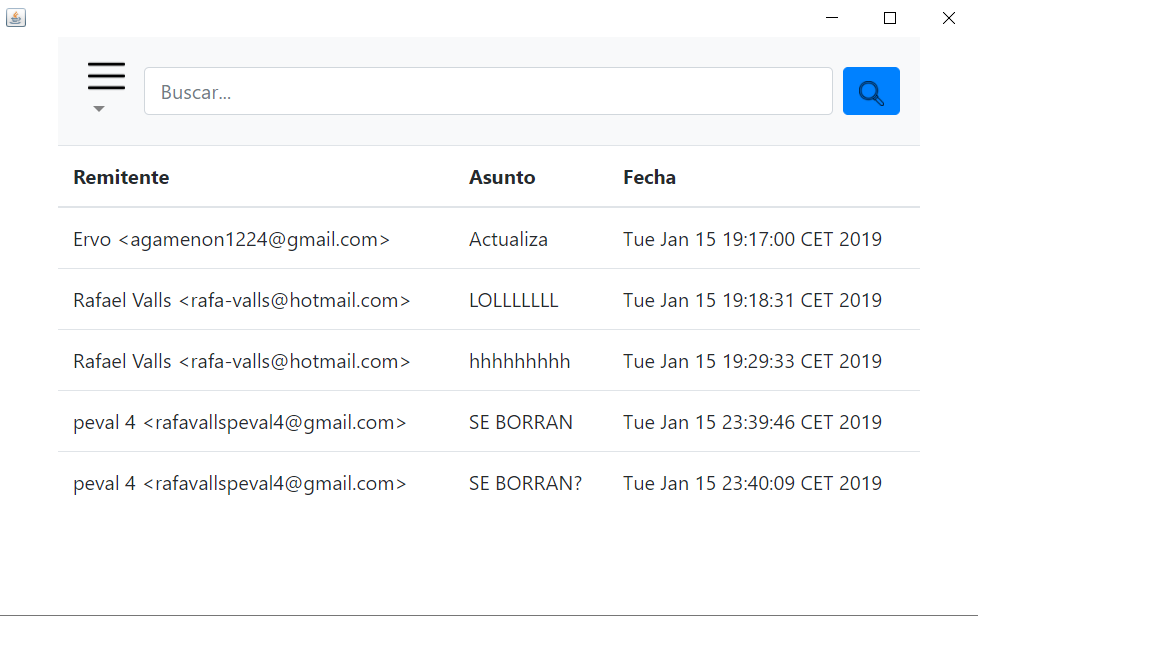 Buscar...
Remitente Asunto Fecha
Ervo <agamenon1224@gmail.com> Actualiza Tue Jan 15 19:17:00 CET 2019
Rafael Valls <rafa-valls@hotmail.com> LOLLLLLLL Tue Jan 15 19:18:31 CET 2019
Rafael Valls <rafa-valls@hotmail.com> hhhhhhhhh Tue Jan 15 19:29:33 CET 2019
peval 4 <rafavallspeval4@gmail.com> SE BORRAN Tue Jan 15 23:39:46 CET 2019
peval 4 <rafavallspeval4@gmail.com> SE BORRAN? Tue Jan 15 23:40:09 CET 2019